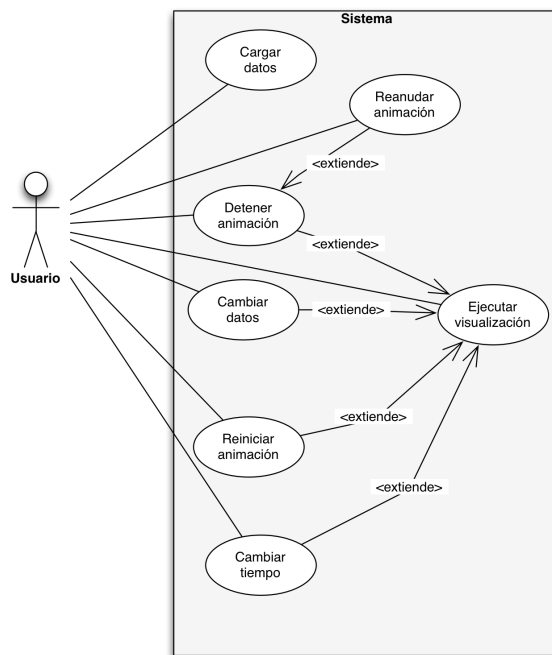 Sistema
Cargar
datos
Reanudar
animación
<extiende>
Detener
animación
<extiende>
Usuario
Cambiar
datos
<extiende>
Ejecutar
visualización
<extiende>
Reiniciar
animación
<extiende>
Cambiar
tiempo